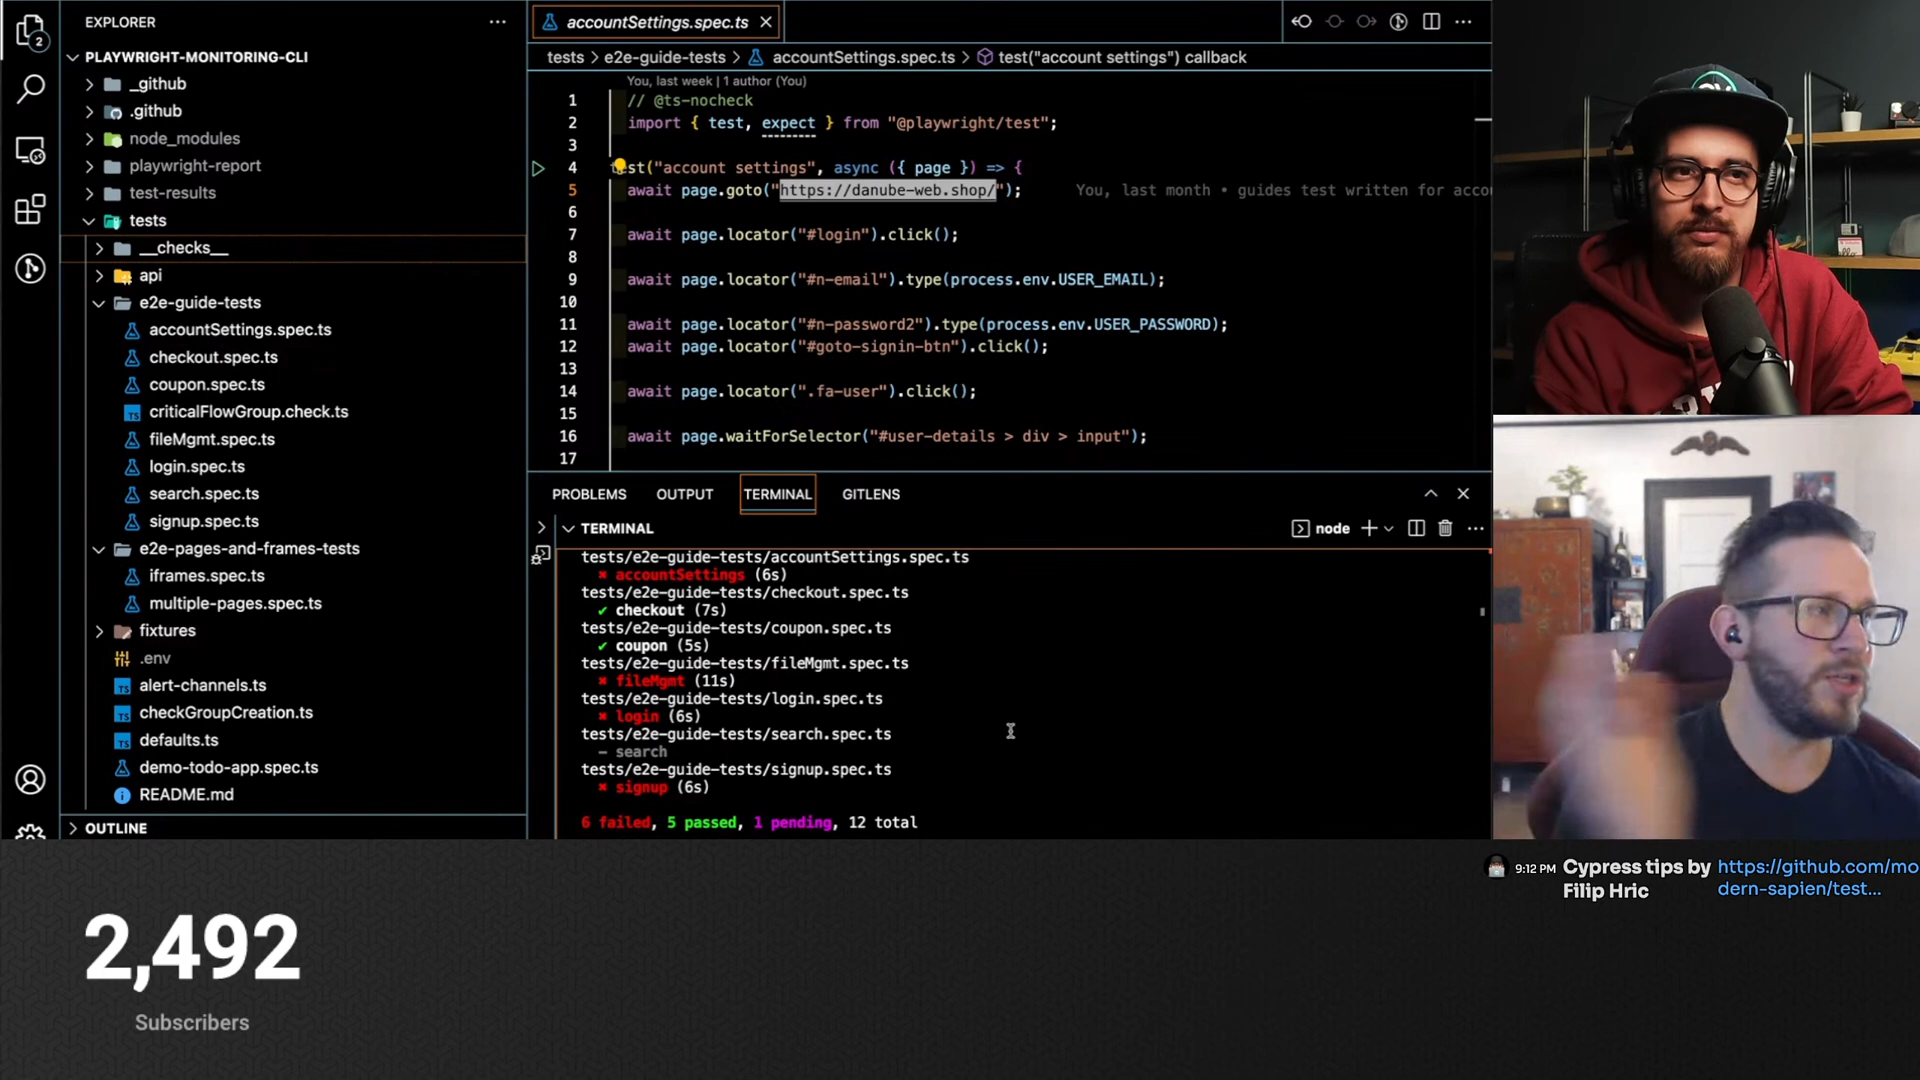 EXPLORER
PLAYWRIGHT-MONITORING-CLI
_github
.github
node_modules
playwright-report
test-results
tests
__checks__
api
e2e-guide-tests
accountSettings.spec.ts
checkout.spec.ts
coupon.spec.ts
criticalFlowGroup.check.ts
fileMgmt.spec.ts
login.spec.ts
search.spec.ts
signup.spec.ts
e2e-pages-and-frames-tests
iframes.spec.ts
multiple-pages.spec.ts
fixtures
.env
alert-channels.ts
checkGroupCreation.ts
defaults.ts
demo-todo-app.spec.ts
README.md
OUTLINE
2
accountSettings.spec.ts
tests > e2e-guide-tests > accountSettings.spec.ts > test("account settings") callback
You, last week | 1 author (You)
1 // @ts-nocheck
2 import { test, expect } from "@playwright/test";
3
4 est("account settings", async ({ page }) => {
5 await page.goto("https://danube-web.shop/"); You, last month • guides test written for acco
6
7 await page.locator("#login").click();
8
9 await page.locator("#n-email").type(process.env.USER_EMAIL);
10
11 await page.locator("#n-password2").type(process.env.USER_PASSWORD);
12 await page.locator("#goto-signin-btn").click();
13
14 await page.locator(".fa-user").click();
15
16 await page.waitForSelector("#user-details > div > input");
17
PROBLEMS OUTPUT TERMINAL GITLENS
TERMINAL
node
tests/e2e-guide-tests/accountSettings.spec.ts
✖ accountSettings (6s)
tests/e2e-guide-tests/checkout.spec.ts
✔ checkout (7s)
tests/e2e-guide-tests/coupon.spec.ts
✔ coupon (5s)
tests/e2e-guide-tests/fileMgmt.spec.ts
✖ fileMgmt (11s)
tests/e2e-guide-tests/login.spec.ts
✖ login (6s)
tests/e2e-guide-tests/search.spec.ts
– search
tests/e2e-guide-tests/signup.spec.ts
✖ signup (6s)
6 failed, 5 passed, 1 pending, 12 total
9:12 PM Cypress tips by Filip Hric
https://github.com/mo
dern-sapien/test...
2,492
Subscribers